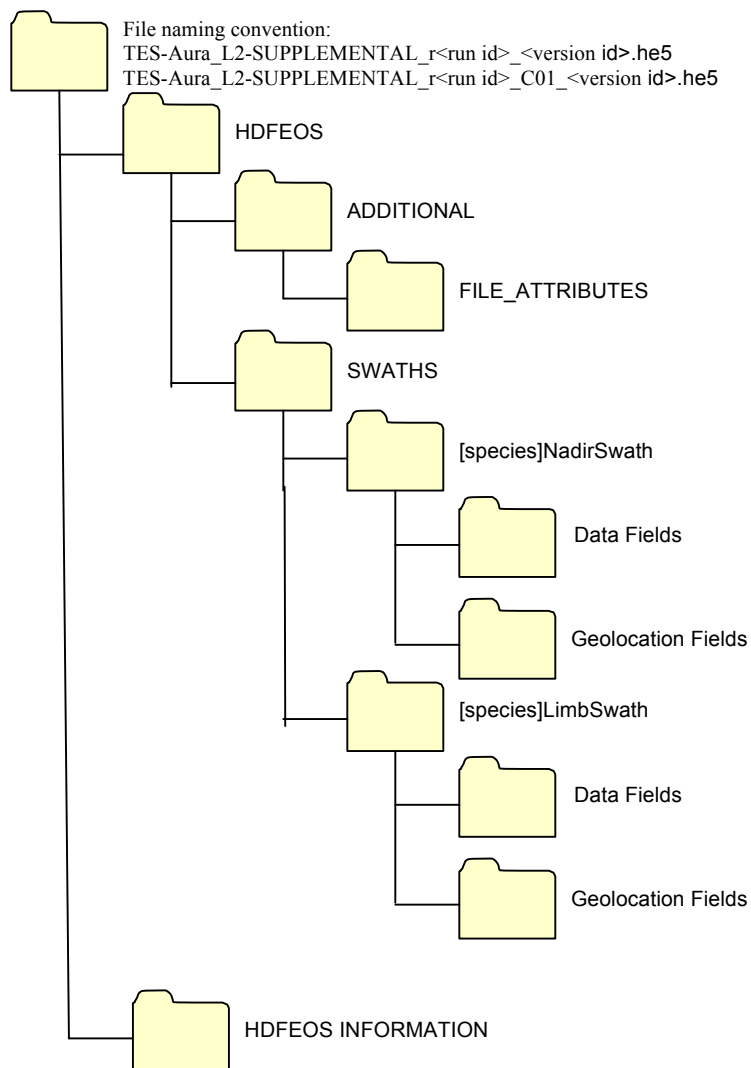 File naming convention:
TES-Aura_L2-SUPPLEMENTAL_r<run id>_<version id>.he5
TES-Aura_L2-SUPPLEMENTAL_r<run id>_C01_<version id>.he5
HDFEOS
ADDITIONAL
FILE_ATTRIBUTES
SWATHS
[species]NadirSwath
Data Fields
Geolocation Fields
[species]LimbSwath
Data Fields
Geolocation Fields
HDFEOS INFORMATION